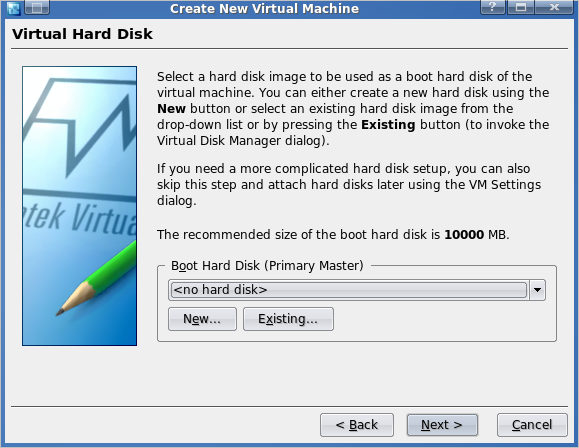 Create New Virtual Machine
Virtual Hard Disk
Select a hard disk image to be used as a boot hard disk of the
virtual machine. You can either create a new hard disk using the
New button or select an existing hard disk image from the
drop-down list or by pressing the Existing button (to invoke the
Virtual Disk Manager dialog).
If you need a more complicated hard disk setup, you can also
skip this step and attach hard disks later using the VM Settings
dialog.
The recommended size of the boot hard disk is 10000 MB.
Boot Hard Disk (Primary Master)
<no hard disk>
New...
Existing...
< Back
Next >
Cancel